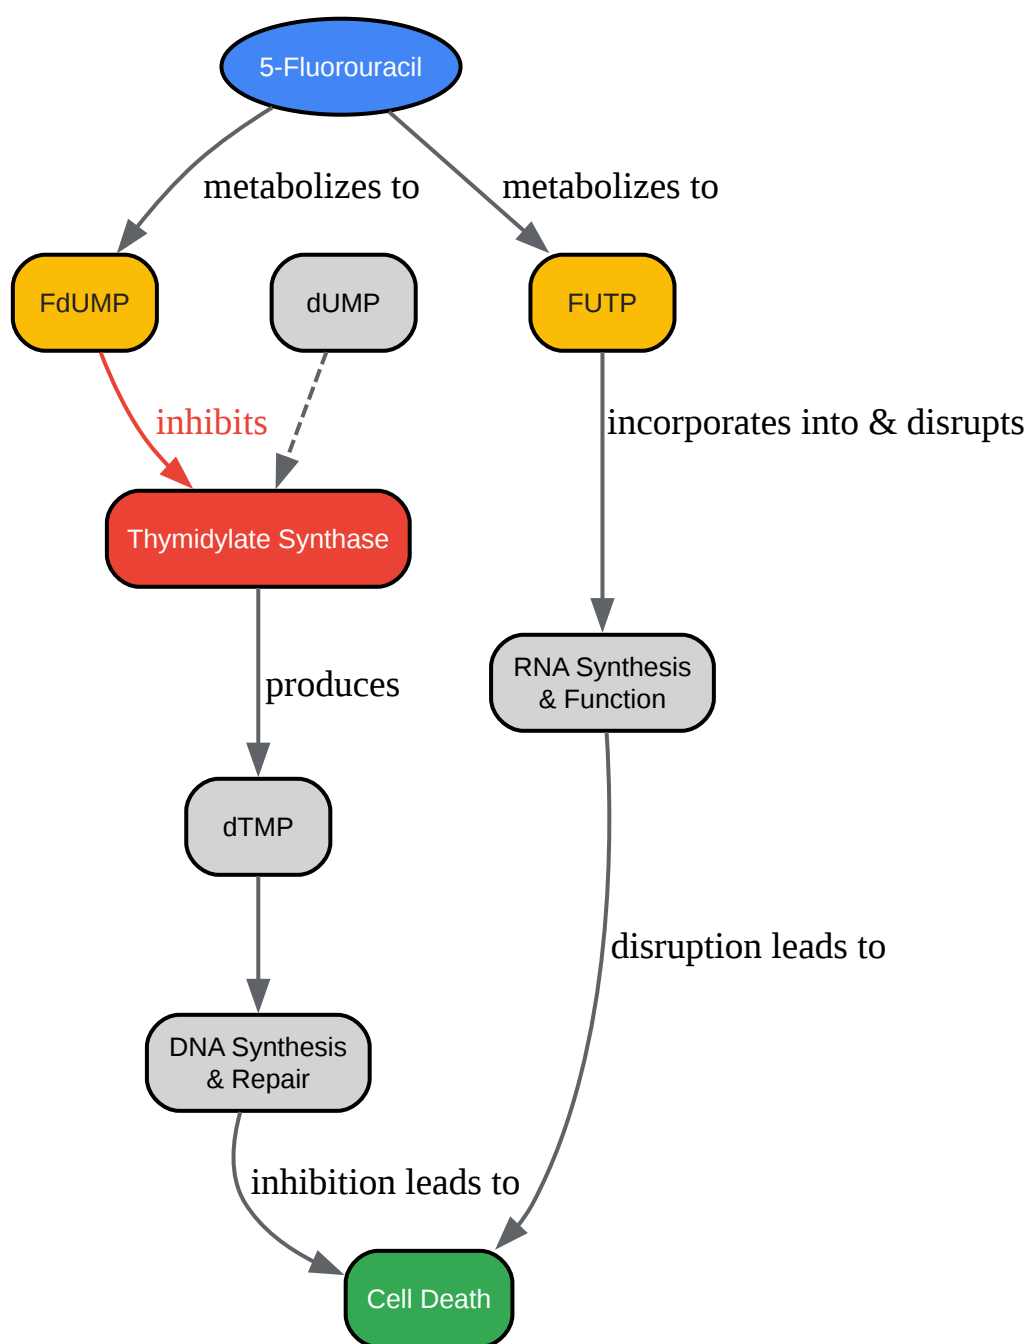 5-Fluorouracil
metabolizes to
metabolizes to
FdUMP
dUMP
FUTP
inhibits
incorporates into & disrupts
Thymidylate Synthase
RNA Synthesis
& Function
produces
dTMP
disruption leads to
DNA Synthesis
& Repair
inhibition leads to
Cell Death